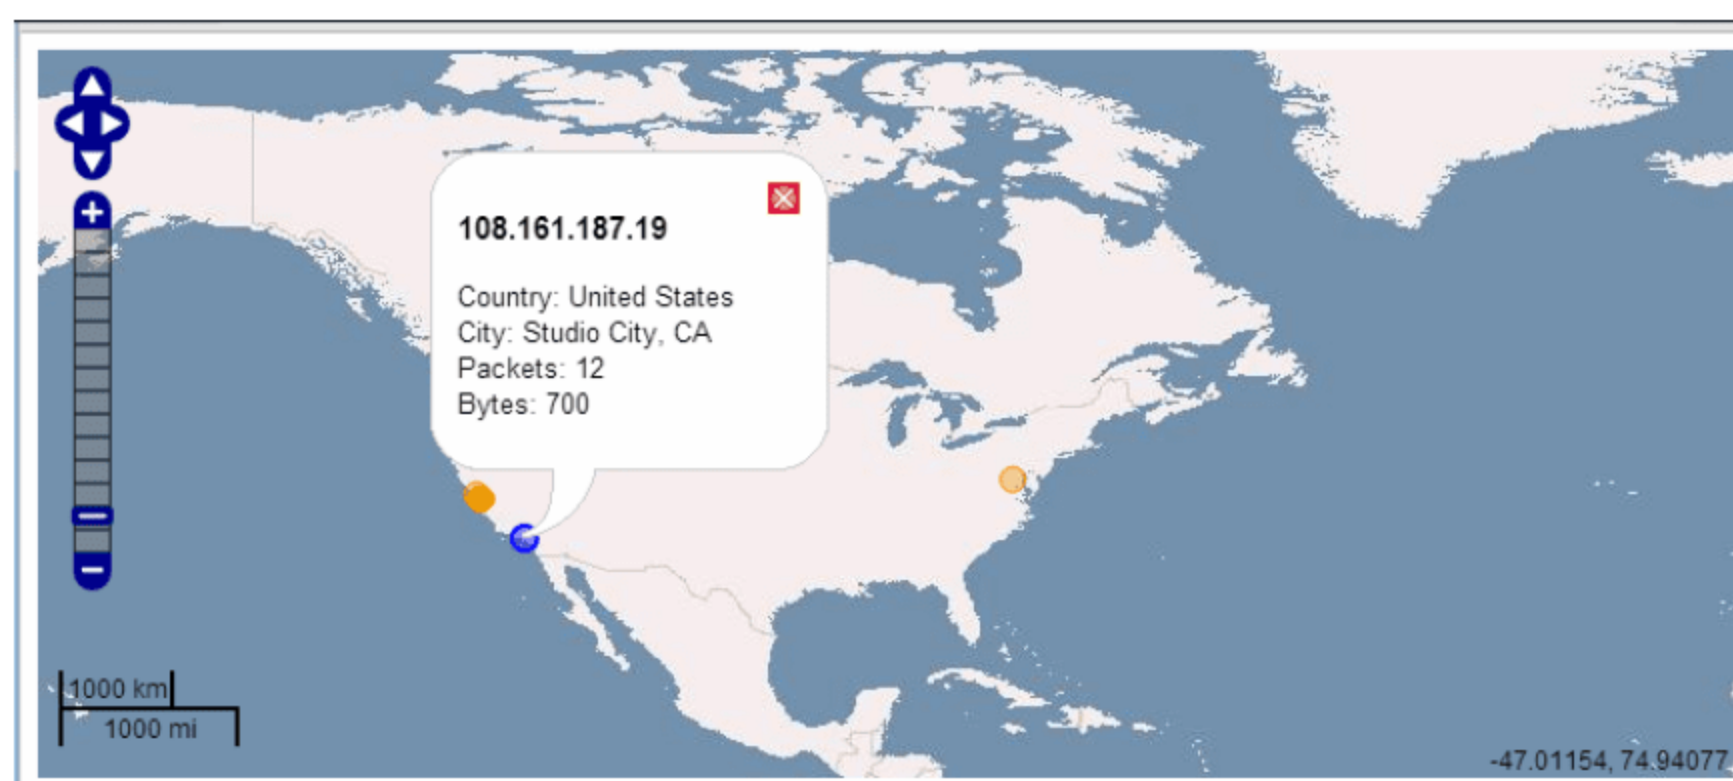 108.161.187.19
Country: United States
City: Studio City, CA
Packets: 12
Bytes: 700
1000 km
1000 mi
-47.01154, 74.94077